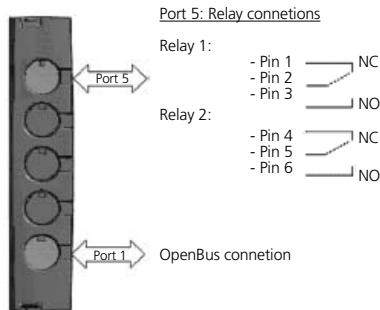 Port 5: Relay connetions
Relay 1:
- Pin 1 NC
- Pin 2
- Pin 3 NO
Port 5
Relay 2:
- Pin 4 NC
- Pin 5
- Pin 6 NO
Port 1 OpenBus connetion